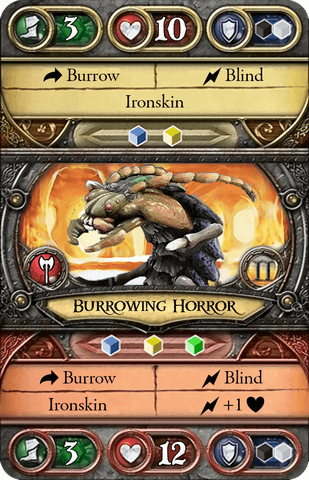 3 10
Burrow Blind
Ironskin
II
BURROWING HORROR
Burrow Blind
Ironskin +1
3 12